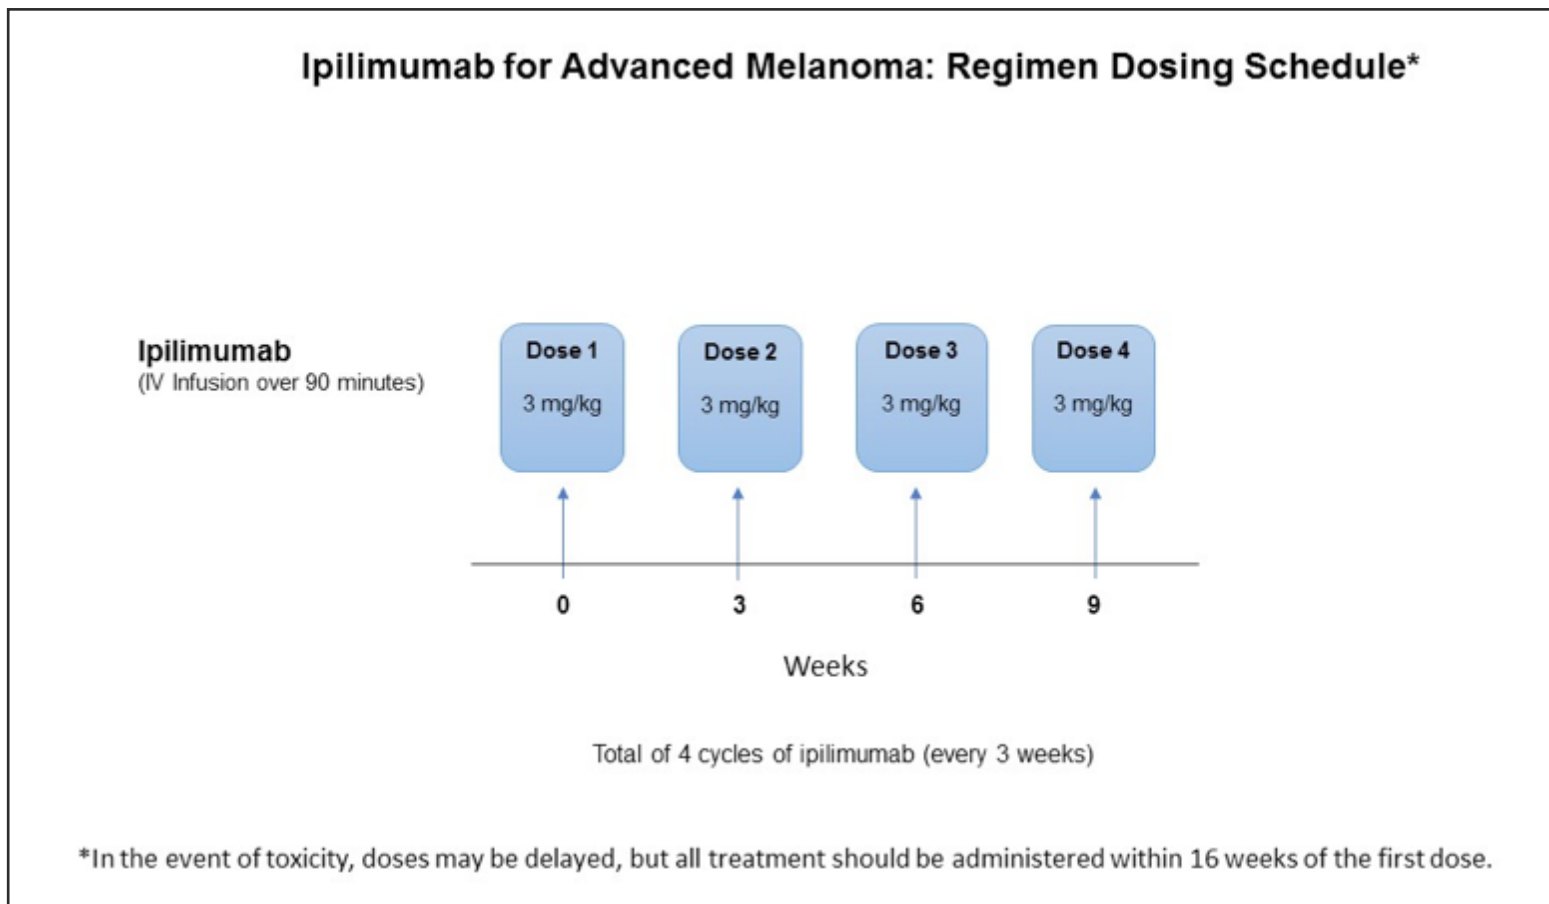 Ipilimumab for Advanced Melanoma: Regimen Dosing Schedule*
Ipilimumab
(IV Infusion over 90 minutes)
Dose 1
3 mg/kg
Dose 2
3 mg/kg
Dose 3
3 mg/kg
Dose 4
3 mg/kg
0
3
6
9
Weeks
Total of 4 cycles of ipilimumab (every 3 weeks)
*In the event of toxicity, doses may be delayed, but all treatment should be administered within 16 weeks of the first dose.